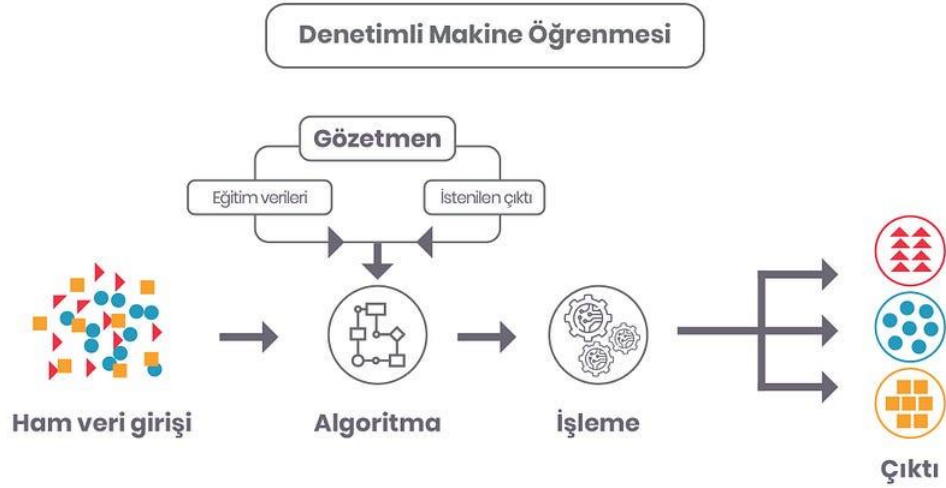 Denetimli Makine Öğrenmesi
Gözetmen
Eğitim verileri
İstenilen çıktı
Ham veri girişi
Algoritma
İşleme
Çıktı